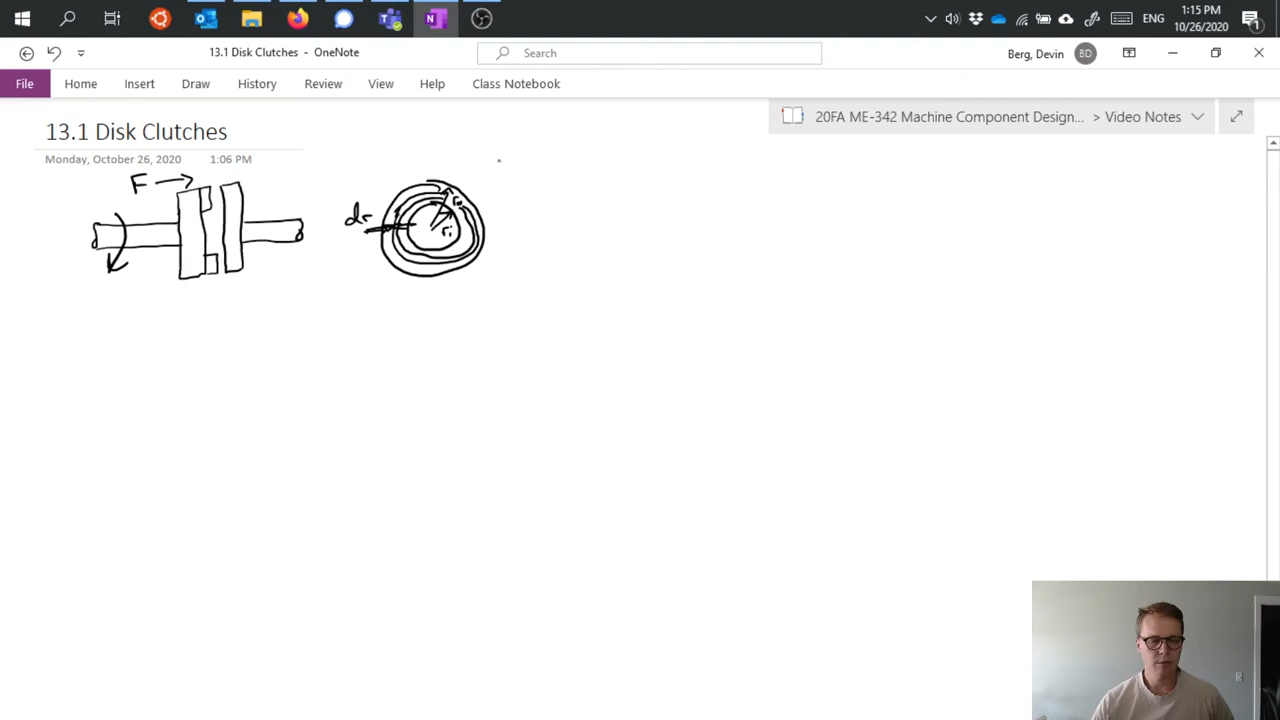 1:15 PM
ENG
10/26/2020
1
13.1 Disk Clutches - OneNote
Search
Berg, Devin
BD
File
Home
Insert
Draw
History
Review
View
Help
Class Notebook
20FA ME-342 Machine Component Design... > Video Notes
13.1 Disk Clutches
Monday, October 26, 2020
1:06 PM
F
dr
ro
ri